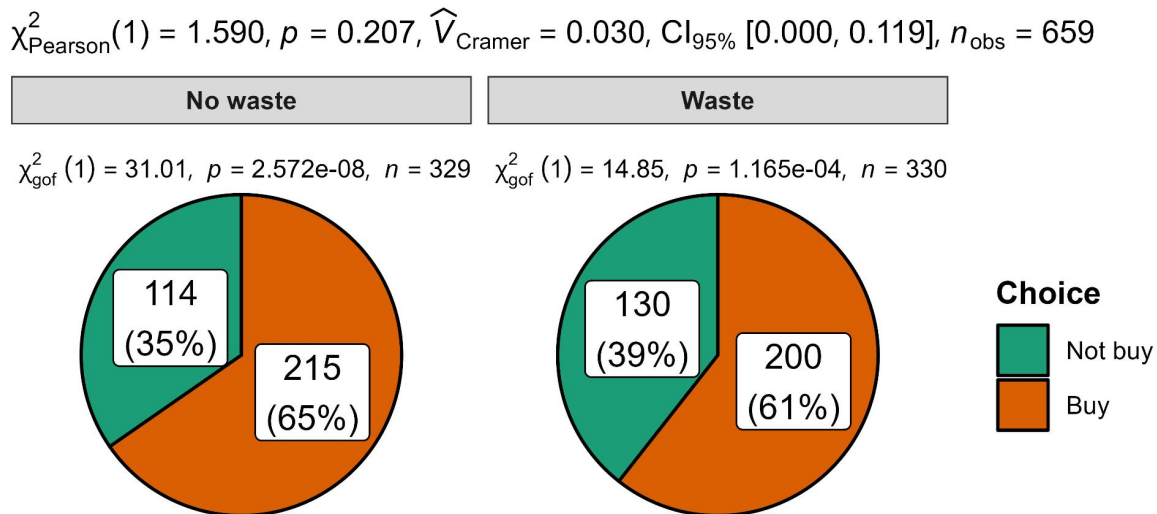 χ²Pearson(1) = 1.590, p = 0.207, V̂Cramer = 0.030, CI95% [0.000, 0.119], nobs = 659
No waste
Waste
χ²gof (1) = 31.01, p = 2.572e-08, n = 329
χ²gof (1) = 14.85, p = 1.165e-04, n = 330
114
(35%)
215
(65%)
130
(39%)
200
(61%)
Choice
Not buy
Buy